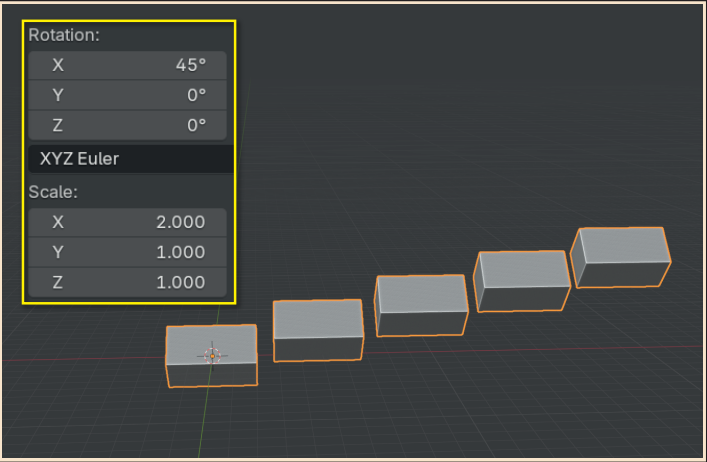 Rotation:
X 45°
Y 0°
Z 0°
XYZ Euler
Scale:
X 2.000
Y 1.000
Z 1.000